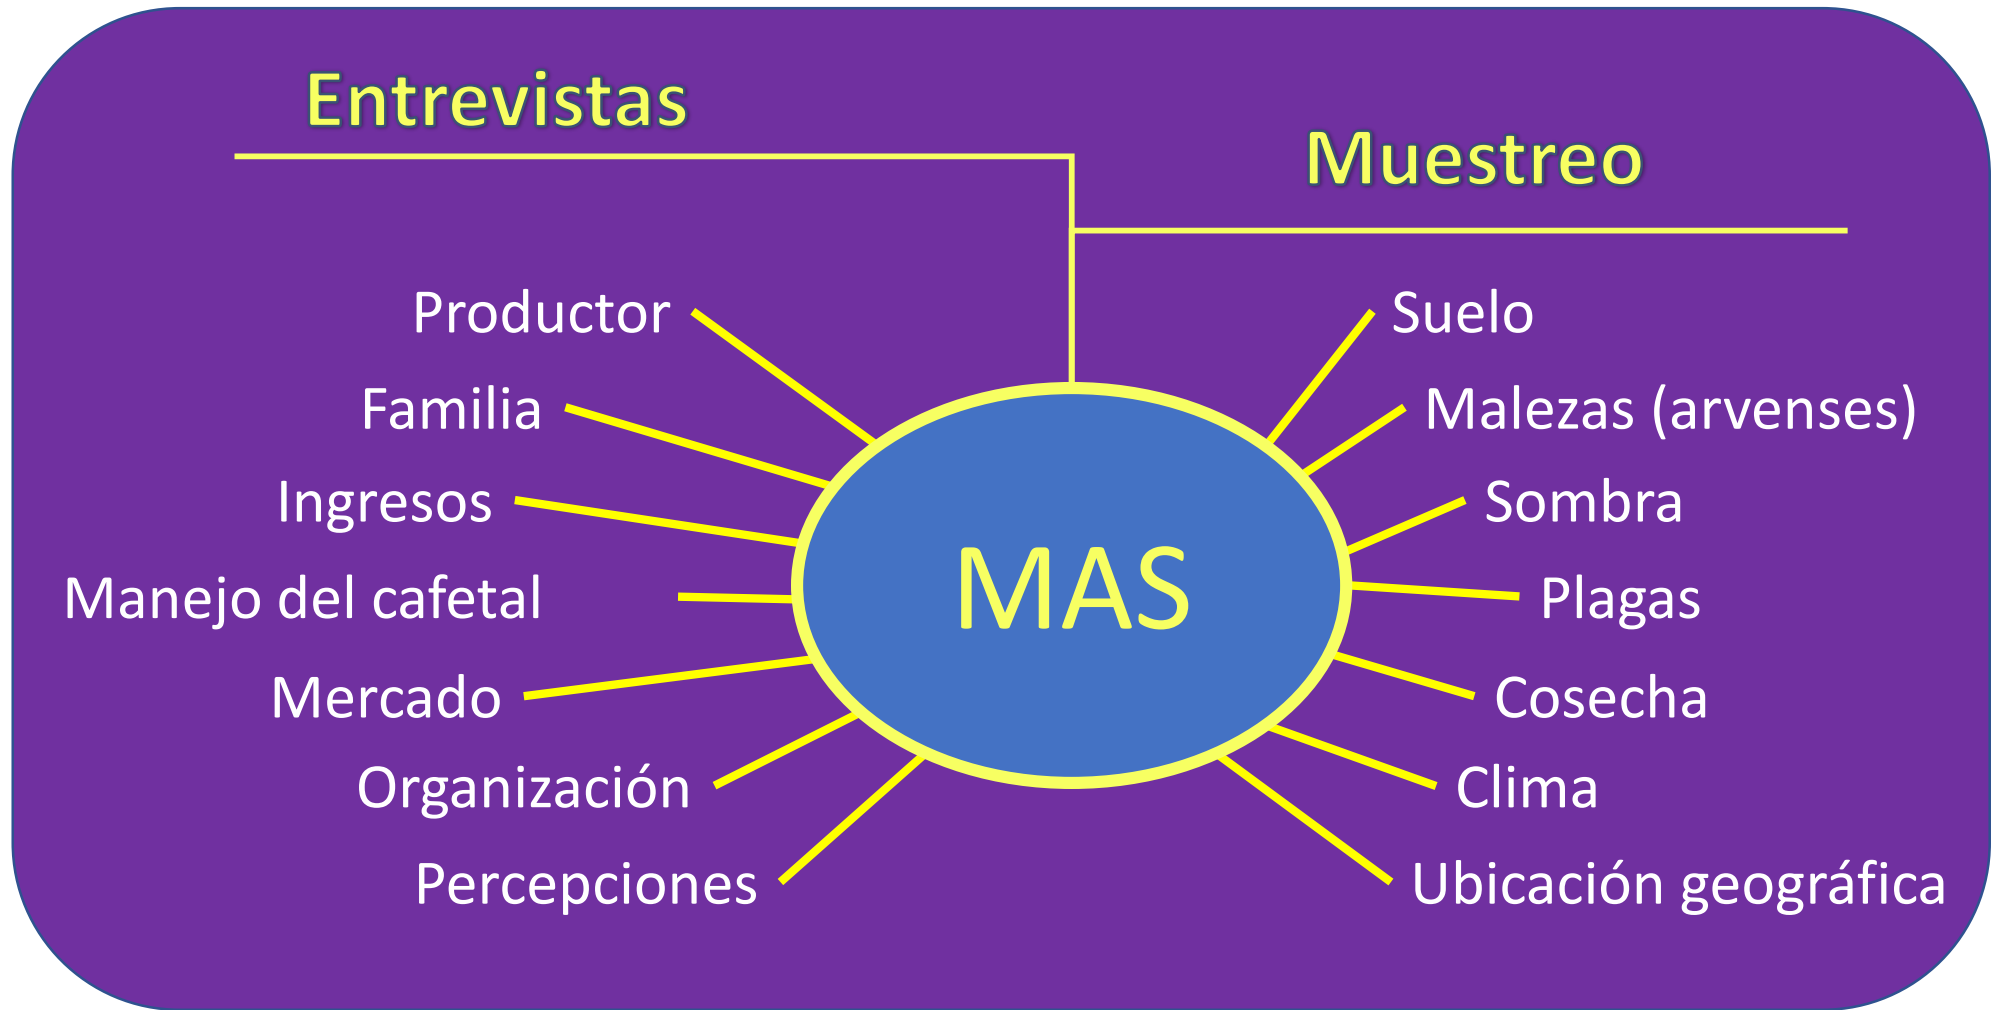 Entrevistas
Muestreo
Productor
Familia
Ingresos
Manejo del cafetal
Mercado
Organización
Percepciones
MAS
Suelo
Malezas (arvenses)
Sombra
Plagas
Cosecha
Clima
Ubicación geográfica